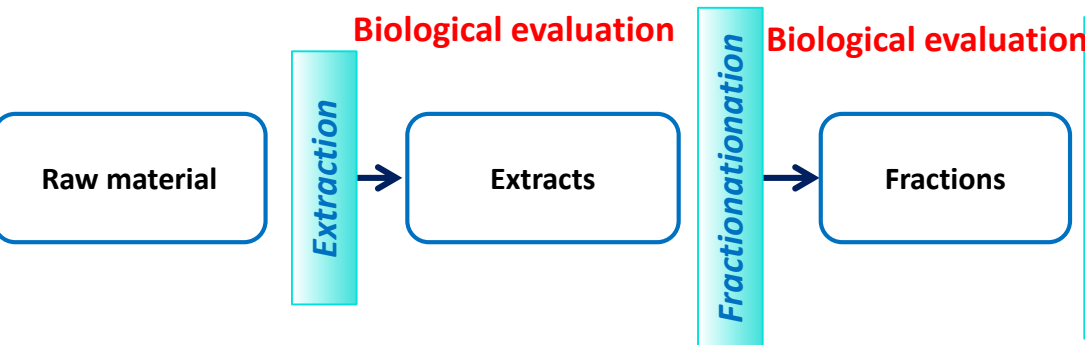 Biological evaluation
Biological evaluation
Raw material
Extraction
Extracts
Fractionationation
Fractions